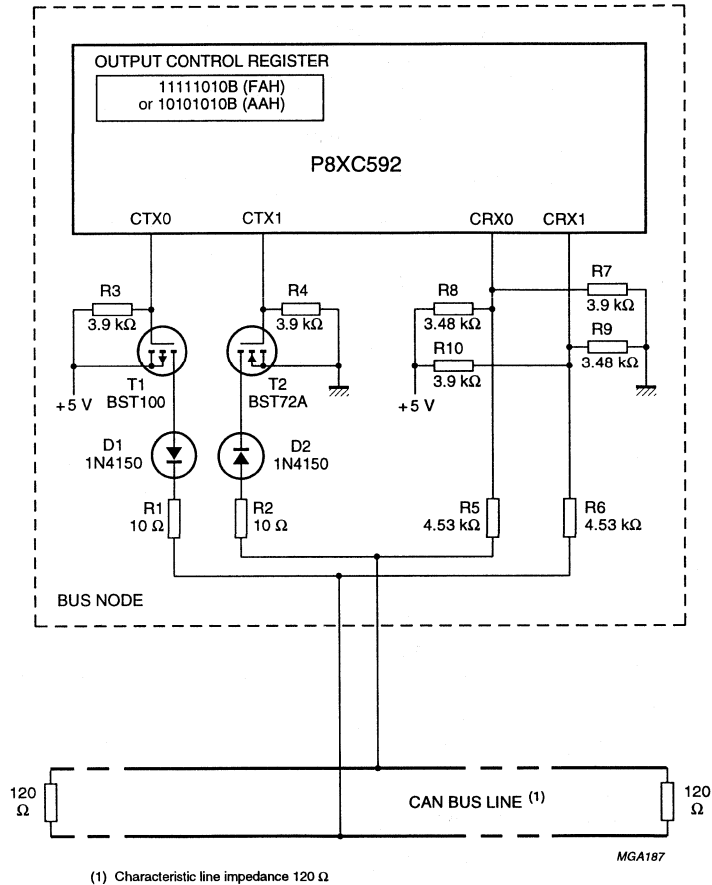 OUTPUT CONTROL REGISTER
11111010B (FAH)
or 10101010B (AAH)
P8XC592
CTX0
CTX1
CRX0
CRX1
R3
3.9 kΩ
R4
3.9 kΩ
R8
3.48 kΩ
R7
3.9 kΩ
R10
3.9 kΩ
R9
3.48 kΩ
+5 V
T1
BST100
T2
BST72A
+5 V
D1
1N4150
D2
1N4150
R1
10 Ω
R2
10 Ω
R5
4.53 kΩ
R6
4.53 kΩ
BUS NODE
120
Ω
CAN BUS LINE (1)
120
Ω
MGA187
(1) Characteristic line impedance 120 Ω